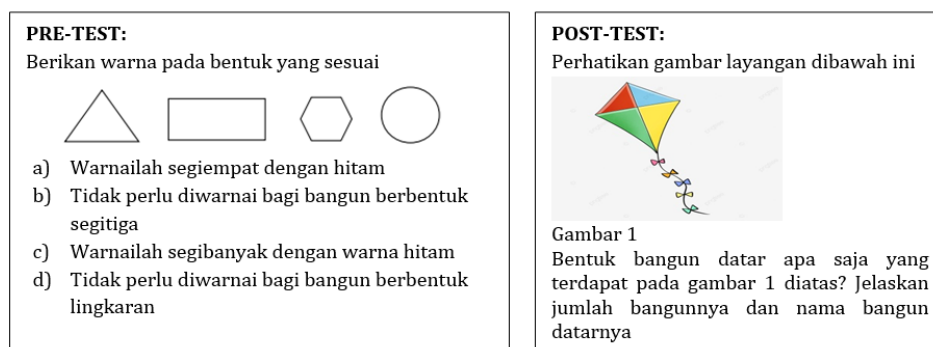 PRE-TEST:
Berikan warna pada bentuk yang sesuai
a) Warnailah segiempat dengan hitam
b) Tidak perlu diwarnai bagi bangun berbentuk
segitiga
c) Warnailah segibanyak dengan warna hitam
d) Tidak perlu diwarnai bagi bangun berbentuk
lingkaran
POST-TEST:
Perhatikan gambar layangan dibawah ini
Gambar 1
Bentuk bangun datar apa saja yang
terdapat pada gambar 1 diatas? Jelaskan
jumlah bangunnya dan nama bangun
datarnya